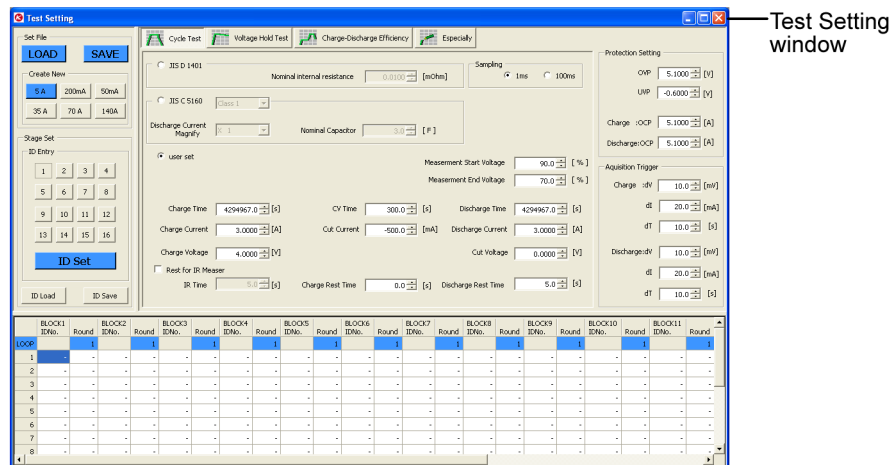 Test Setting
Test Setting
window
Set File
LOAD SAVE
Create New
5 A 200mA 50mA
35 A 70 A 140A
Stage Set
ID Entry
1 2 3 4
5 6 7 8
9 10 11 12
13 14 15 16
ID Set
ID Load ID Save
Cycle Test Voltage Hold Test Charge-Discharge Efficiency Especially
JIS D 1401
Nominal internal resistance 0.0100 [mOhm]
Sampling
1ms 100ms
JIS C 5160 Class 1
Discharge Current
Magnify X 1 Nominal Capacitor 3.0 [ F ]
user set
Measerment Start Voltage 90.0 [ % ]
Measerment End Voltage 70.0 [ % ]
Charge Time 4294967.0 [s] CV Time 300.0 [s] Discharge Time 4294967.0 [s]
Charge Current 3.0000 [A] Cut Current -500.0 [mA] Discharge Current 3.0000 [A]
Charge Voltage 4.0000 [V] Cut Voltage 0.0000 [V]
Rest for IR Measer
IR Time 5.0 [s] Charge Rest Time 0.0 [s] Discharge Rest Time 5.0 [s]
Protection Setting
OVP 5.1000 [V]
UVP -0.6000 [V]
Charge :OCP 5.1000 [A]
Discharge:OCP 5.1000 [A]
Aquisition Trigger
Charge :dV 10.0 [mV]
dI 20.0 [mA]
dT 10.0 [s]
Discharge:dV 10.0 [mV]
dI 20.0 [mA]
dT 10.0 [s]
BLOCK1 BLOCK2 BLOCK3 BLOCK4 BLOCK5 BLOCK6 BLOCK7 BLOCK8 BLOCK9 BLOCK10 BLOCK11
IDNo. Round IDNo. Round IDNo. Round IDNo. Round IDNo. Round IDNo. Round IDNo. Round IDNo. Round IDNo. Round IDNo. Round IDNo. Round
LOOP 1 1 1 1 1 1 1 1 1 1 1
1 - - - - - - - - - - - - - - - - - - - - - -
2 - - - - - - - - - - - - - - - - - - - - - -
3 - - - - - - - - - - - - - - - - - - - - - -
4 - - - - - - - - - - - - - - - - - - - - - -
5 - - - - - - - - - - - - - - - - - - - - - -
6 - - - - - - - - - - - - - - - - - - - - - -
7 - - - - - - - - - - - - - - - - - - - - - -
8 - - - - - - - - - - - - - - - - - - - - - -